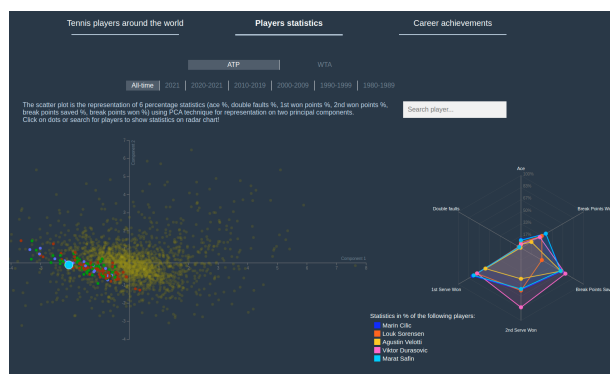 Tennis players around the world
Players statistics
Career achievements
ATP
WTA
All-time
2021
2020-2021
2010-2019
2000-2009
1990-1999
1980-1989
The scatter plot is the representation of 6 percentage statistics (ace %, double faults %, 1st won points %, 2nd won points %,
break points saved %, break points won %) using PCA technique for representation on two principal components.
Click on dots or search for players to show statistics on radar chart!
Search player...
Component 2
Component 1
Ace
100%
Double faults
Break Points W
1st Serve Won
Break Points Sav
2nd Serve Won
Statistics in % of the following players:
Marin Cilic
Louk Sorensen
Agustin Velotti
Viktor Durasovic
Marat Safin